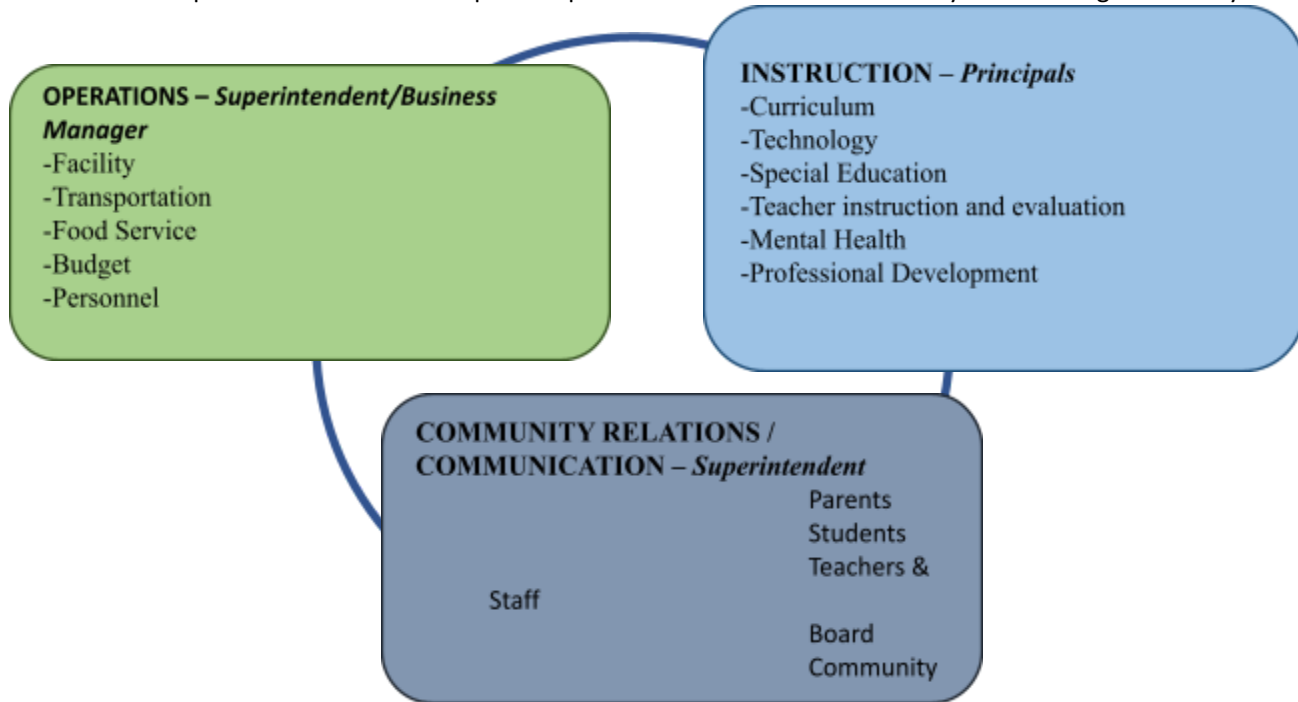 OPERATIONS – Superintendent/Business
Manager
-Facility
-Transportation
-Food Service
-Budget
-Personnel
INSTRUCTION – Principals
-Curriculum
-Technology
-Special Education
-Teacher instruction and evaluation
-Mental Health
-Professional Development
COMMUNITY RELATIONS /
COMMUNICATION – Superintendent
Parents
Students
Teachers &
Staff
Board
Community